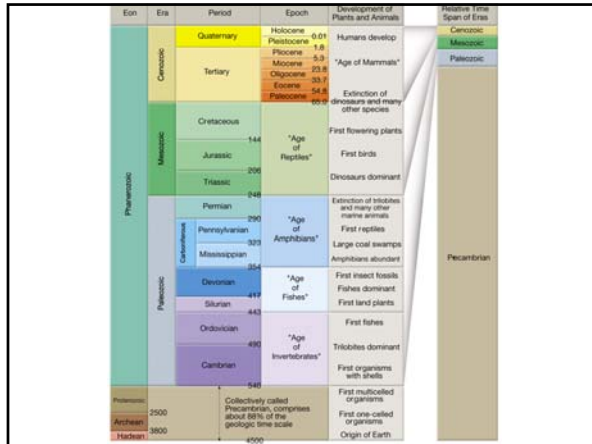 Eon
Era
Period
Epoch
Development of
Plants and Animals
Relative Time
Span of Eras
Phanerozoic
Cenozoic
Quaternary
Tertiary
Holocene
0.01
Pleistocene
1.8
Pliocene
5.3
Miocene
23.8
Oligocene
33.7
Eocene
54.8
Paleocene
65.0
Humans develop
"Age of Mammals"
Extinction of
dinosaurs and many
other species
Mesozoic
Cretaceous
144
Jurassic
206
Triassic
248
"Age
of
Reptiles"
First flowering plants
First birds
Dinosaurs dominant
Paleozoic
Permian
290
Carboniferous
Pennsylvanian
323
Mississippian
354
"Age
of
Amphibians"
Extinction of trilobites
and many other
marine animals
First reptiles
Large coal swamps
Amphibians abundant
Devonian
417
Silurian
443
"Age
of
Fishes"
First insect fossils
Fishes dominant
First land plants
Ordovician
490
Cambrian
540
"Age
of
Invertebrates"
First fishes
Trilobites dominant
First organisms
with shells
Proterozoic
2500
Archean
3800
Hadean
4500
Collectively called
Precambrian, comprises
about 88% of the
geologic time scale
First multicelled
organisms
First one-celled
organisms
Origin of Earth
Cenozoic
Mesozoic
Paleozoic
Precambrian